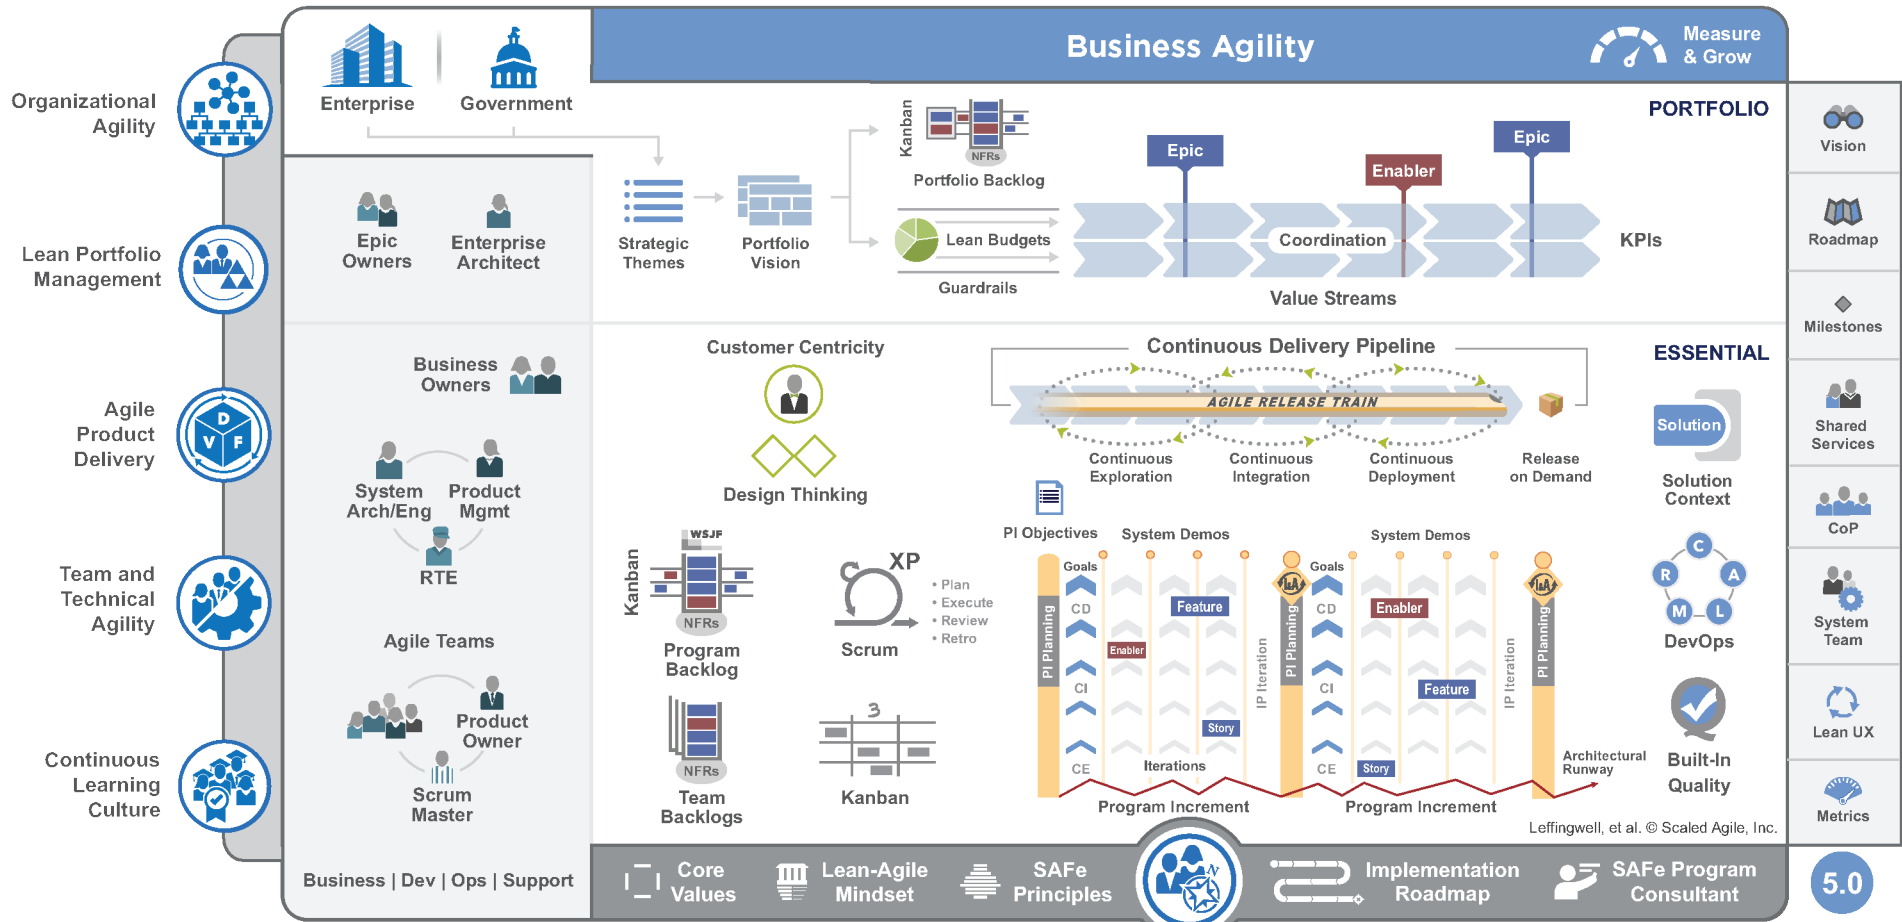 Business Agility
Measure
& Grow
Enterprise
Government
Organizational
Agility
Lean Portfolio
Management
Agile
Product
Delivery
D
V
F
Team and
Technical
Agility
Continuous
Learning
Culture
Epic
Owners
Enterprise
Architect
Business
Owners
System
Arch/Eng
Product
Mgmt
RTE
Agile Teams
Product
Owner
Scrum
Master
Business | Dev | Ops | Support
PORTFOLIO
Strategic
Themes
Portfolio
Vision
Kanban
NFRs
Portfolio Backlog
Lean Budgets
Guardrails
Epic
Enabler
Epic
Coordination
KPIs
Value Streams
ESSENTIAL
Customer Centricity
Design Thinking
Continuous Delivery Pipeline
AGILE RELEASE TRAIN
Continuous
Exploration
Continuous
Integration
Continuous
Deployment
Release
on Demand
Solution
Solution
Context
Kanban
WSJF
NFRs
Program
Backlog
XP
• Plan
• Execute
• Review
• Retro
Scrum
NFRs
Team
Backlogs
3
Kanban
PI Objectives
System Demos
System Demos
PI Planning
Goals
CD
CI
CE
Enabler
Feature
Story
Iterations
IP Iteration
I&A
PI Planning
Goals
CD
CI
CE
Enabler
Feature
Story
IP Iteration
I&A
PI Planning
Architectural
Runway
Program Increment
Program Increment
C
R
A
M
L
DevOps
Built-In
Quality
Leffingwell, et al. © Scaled Agile, Inc.
Vision
Roadmap
Milestones
Shared
Services
CoP
System
Team
Lean UX
Metrics
Core
Values
Lean-Agile
Mindset
SAFe
Principles
N
Implementation
Roadmap
SAFe Program
Consultant
5.0